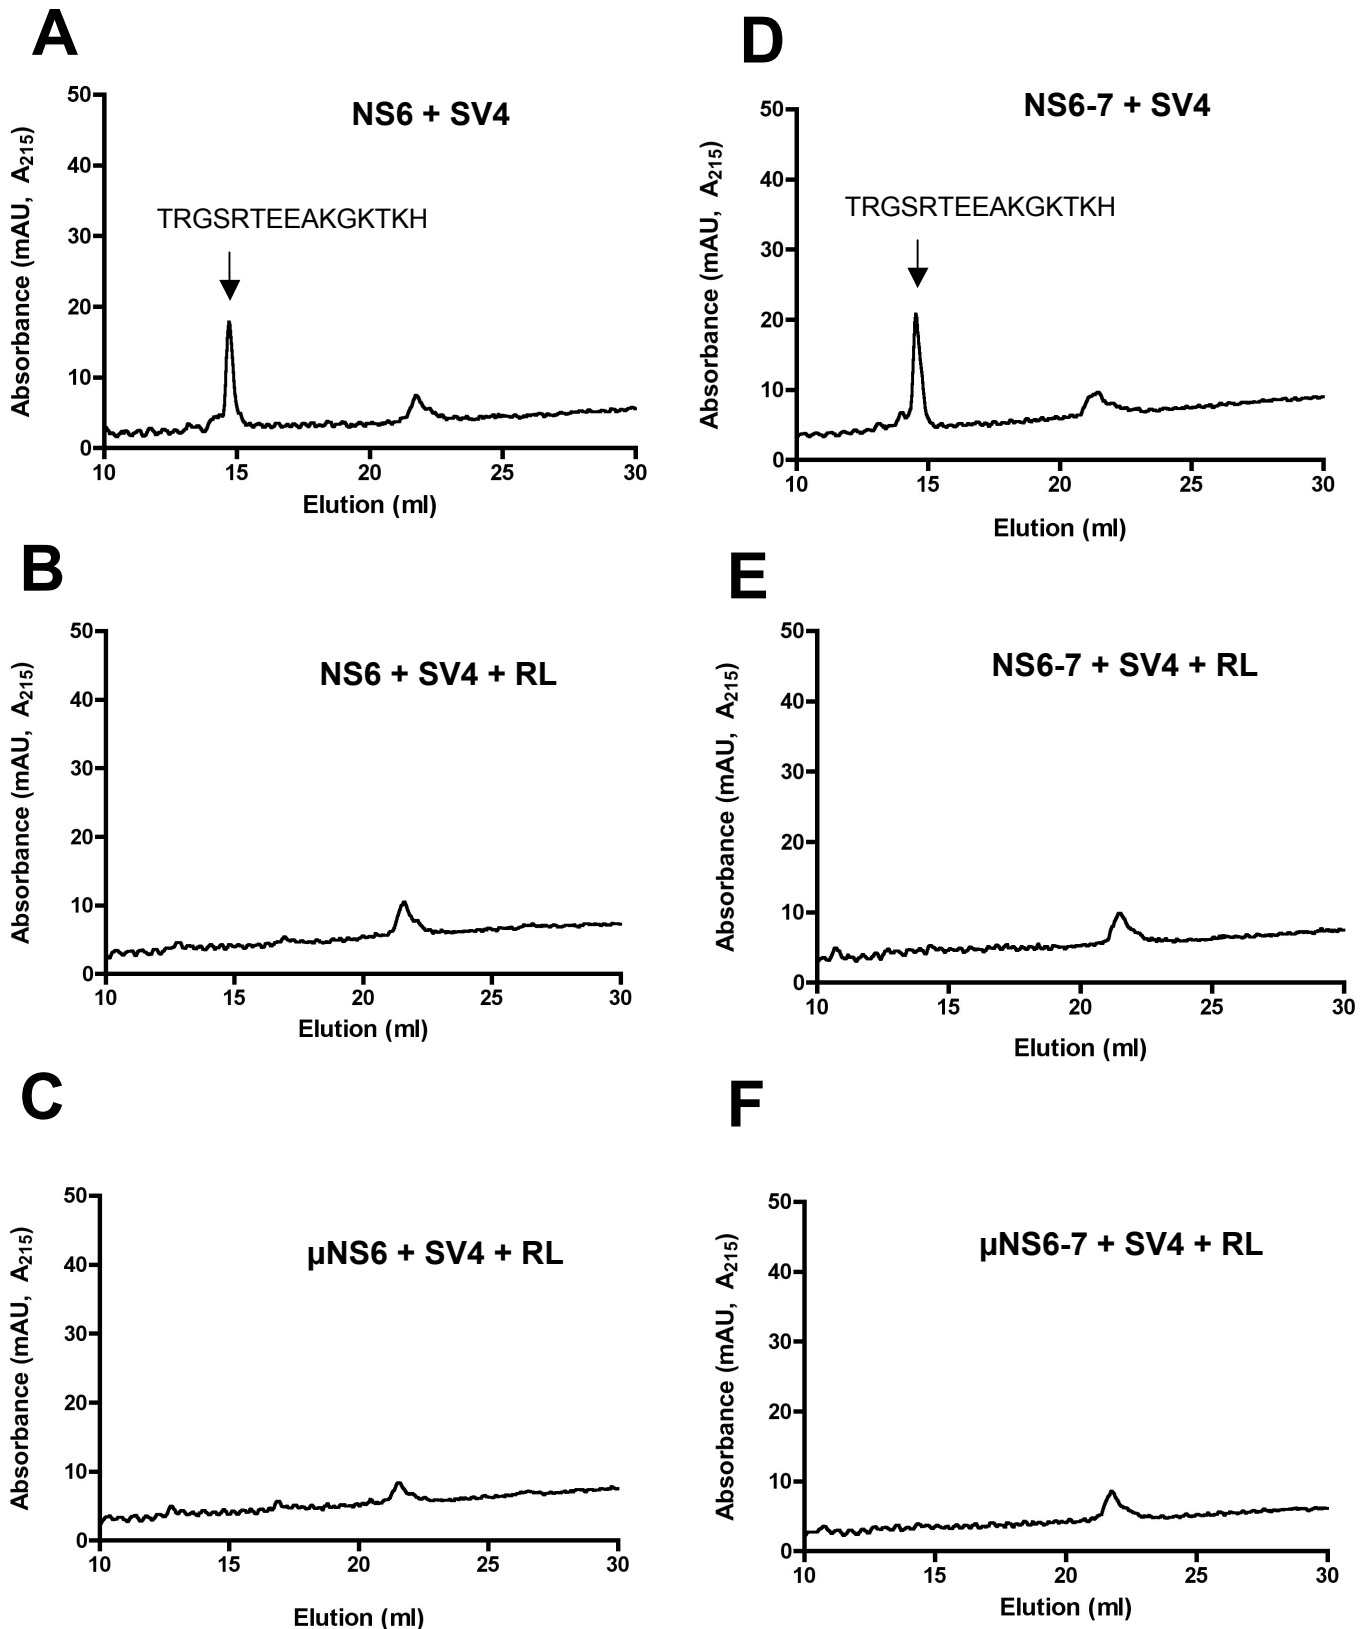 A
NS6 + SV4
TRGSRTEEAKGKTKH
Absorbance (mAU, A215)
50
40
30
20
10
0
10 15 20 25 30
Elution (ml)
D
NS6-7 + SV4
TRGSRTEEAKGKTKH
Absorbance (mAU, A215)
50
40
30
20
10
0
10 15 20 25 30
Elution (ml)
B
NS6 + SV4 + RL
Absorbance (mAU, A215)
50
40
30
20
10
0
10 15 20 25 30
Elution (ml)
E
NS6-7 + SV4 + RL
Absorbance (mAU, A215)
50
40
30
20
10
0
10 15 20 25 30
Elution (ml)
C
µNS6 + SV4 + RL
Absorbance (mAU, A215)
50
40
30
20
10
0
10 15 20 25 30
Elution (ml)
F
µNS6-7 + SV4 + RL
Absorbance (mAU, A215)
50
40
30
20
10
0
10 15 20 25 30
Elution (ml)